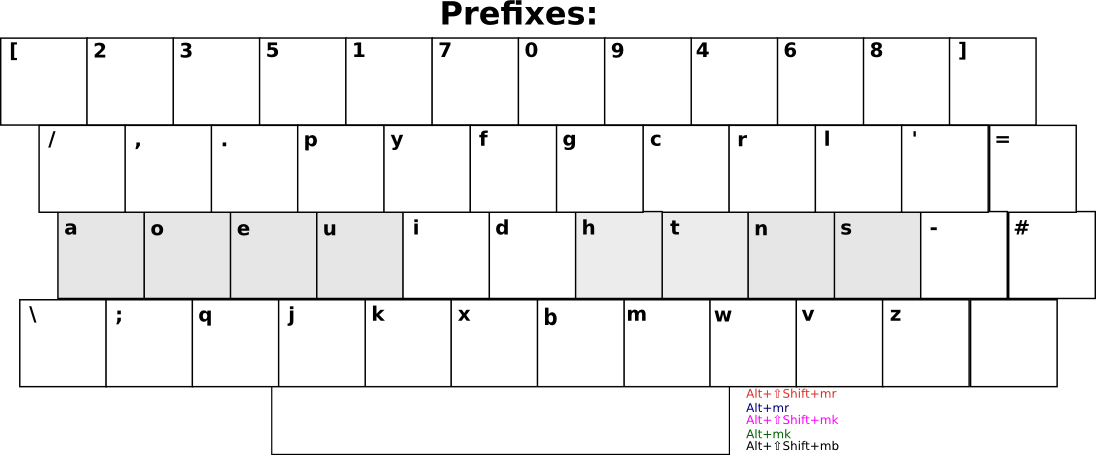 Prefixes:
[ 2 3 5 1 7 0 9 4 6 8 ]
/ , . p y f g c r l ' =
a o e u i d h t n s - #
\ ; q j k x b m w v z
Alt+⇧Shift+mr
Alt+mr
Alt+⇧Shift+mk
Alt+mk
Alt+⇧Shift+mb